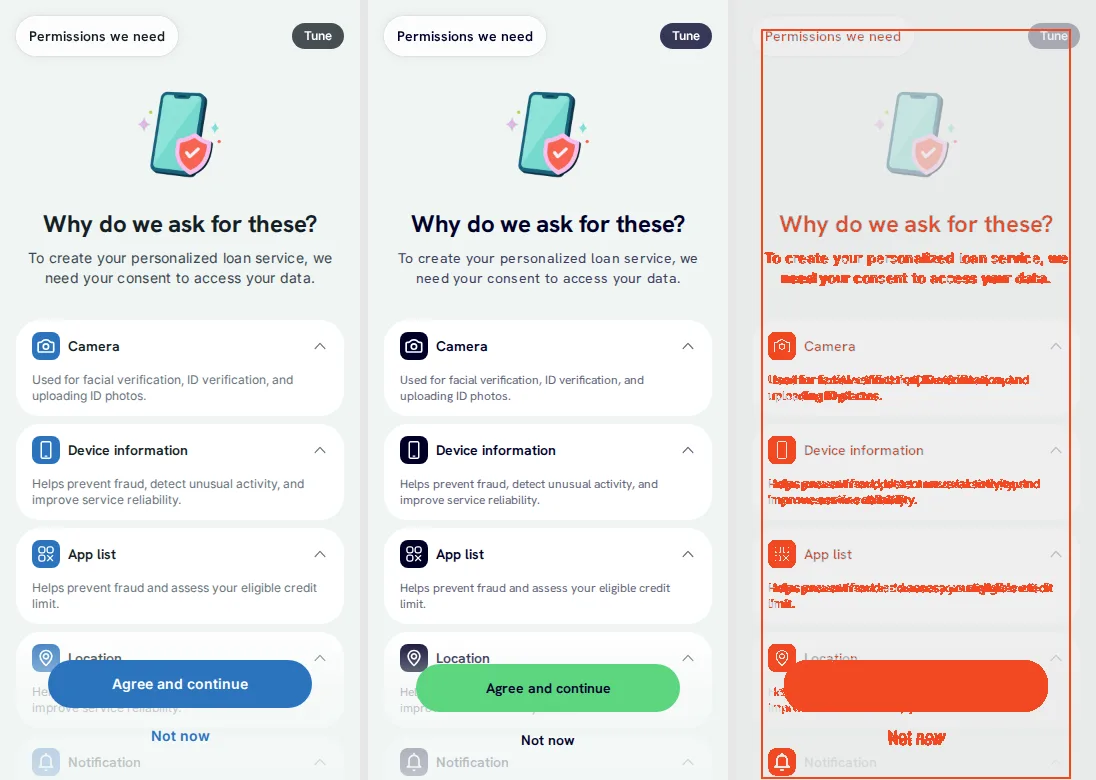 Permissions we need
Tune
Why do we ask for these?
To create your personalized loan service, we
need your consent to access your data.
Camera
Used for facial verification, ID verification, and
uploading ID photos.
Device information
Helps prevent fraud, detect unusual activity, and
improve service reliability.
App list
Helps prevent fraud and assess your eligible credit
limit.
Location
He
improve service reliability.
Agree and continue
Not now
Notification
Permissions we need
Tune
Why do we ask for these?
To create your personalized loan service, we
need your consent to access your data.
Camera
Used for facial verification, ID verification, and
uploading ID photos.
Device information
Helps prevent fraud, detect unusual activity, and
improve service reliability.
App list
Helps prevent fraud and assess your eligible credit
limit.
Location
Agree and continue
Not now
Notification
Permissions we need
Tune
Why do we ask for these?
To create your personalized loan service, we
need your consent to access your data.
Camera
Device information
App list
Location
Not now
Notification